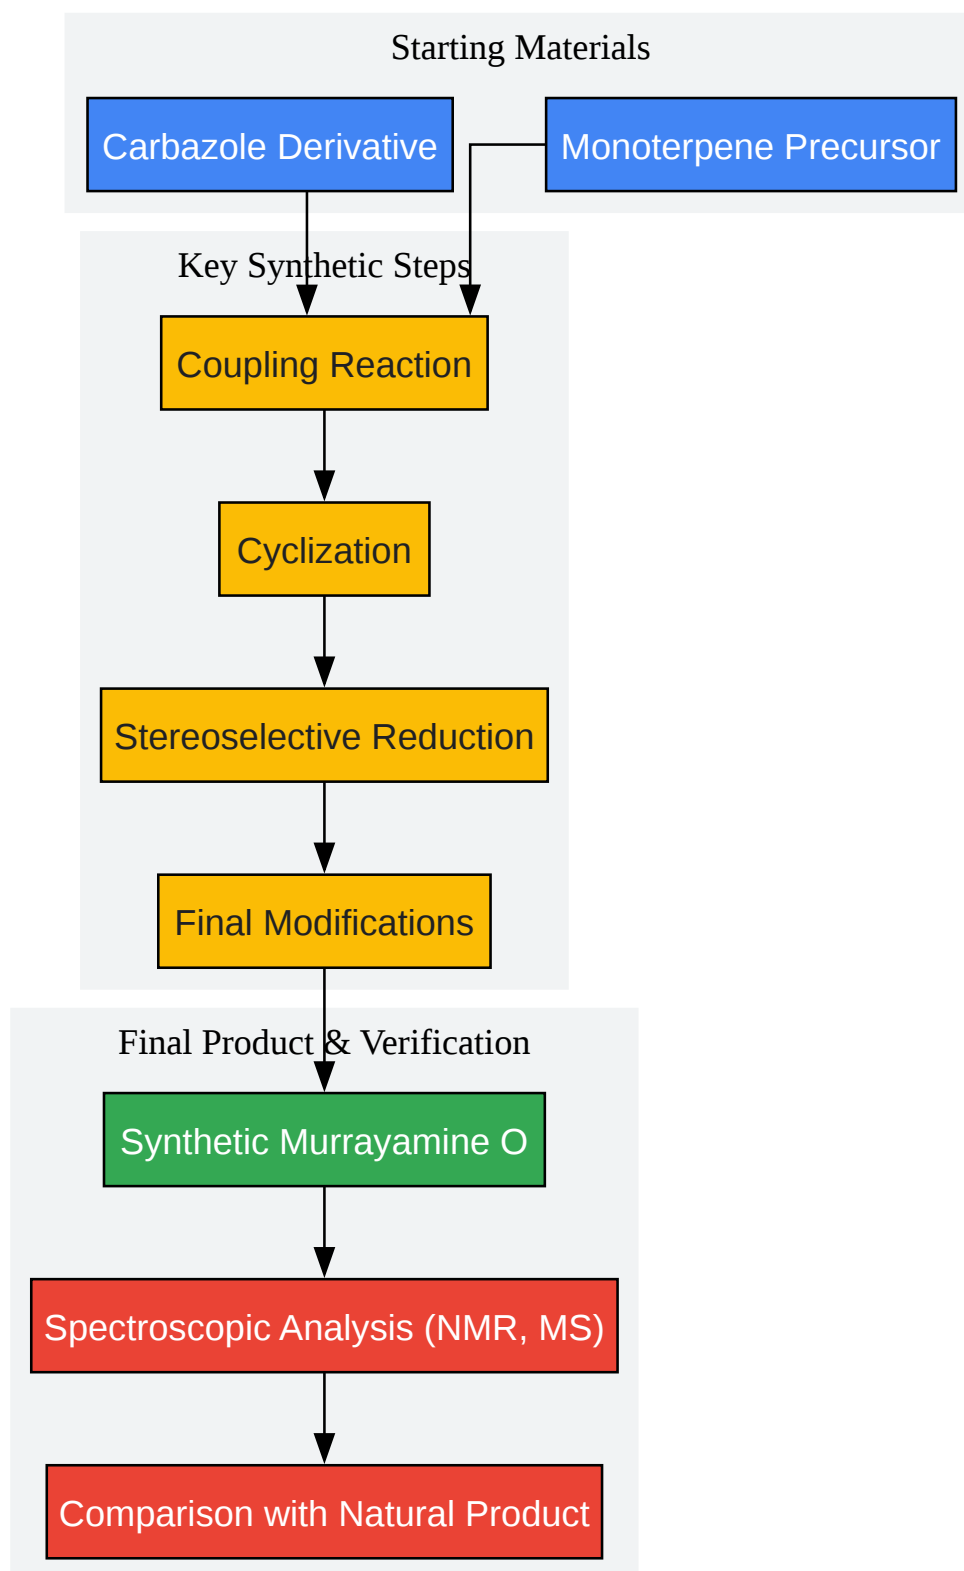 Starting Materials
Carbazole Derivative
Monoterpene Precursor
Key Synthetic Steps
Coupling Reaction
Cyclization
Stereoselective Reduction
Final Modifications
Final Product & Verification
Synthetic Murrayamine O
Spectroscopic Analysis (NMR, MS)
Comparison with Natural Product